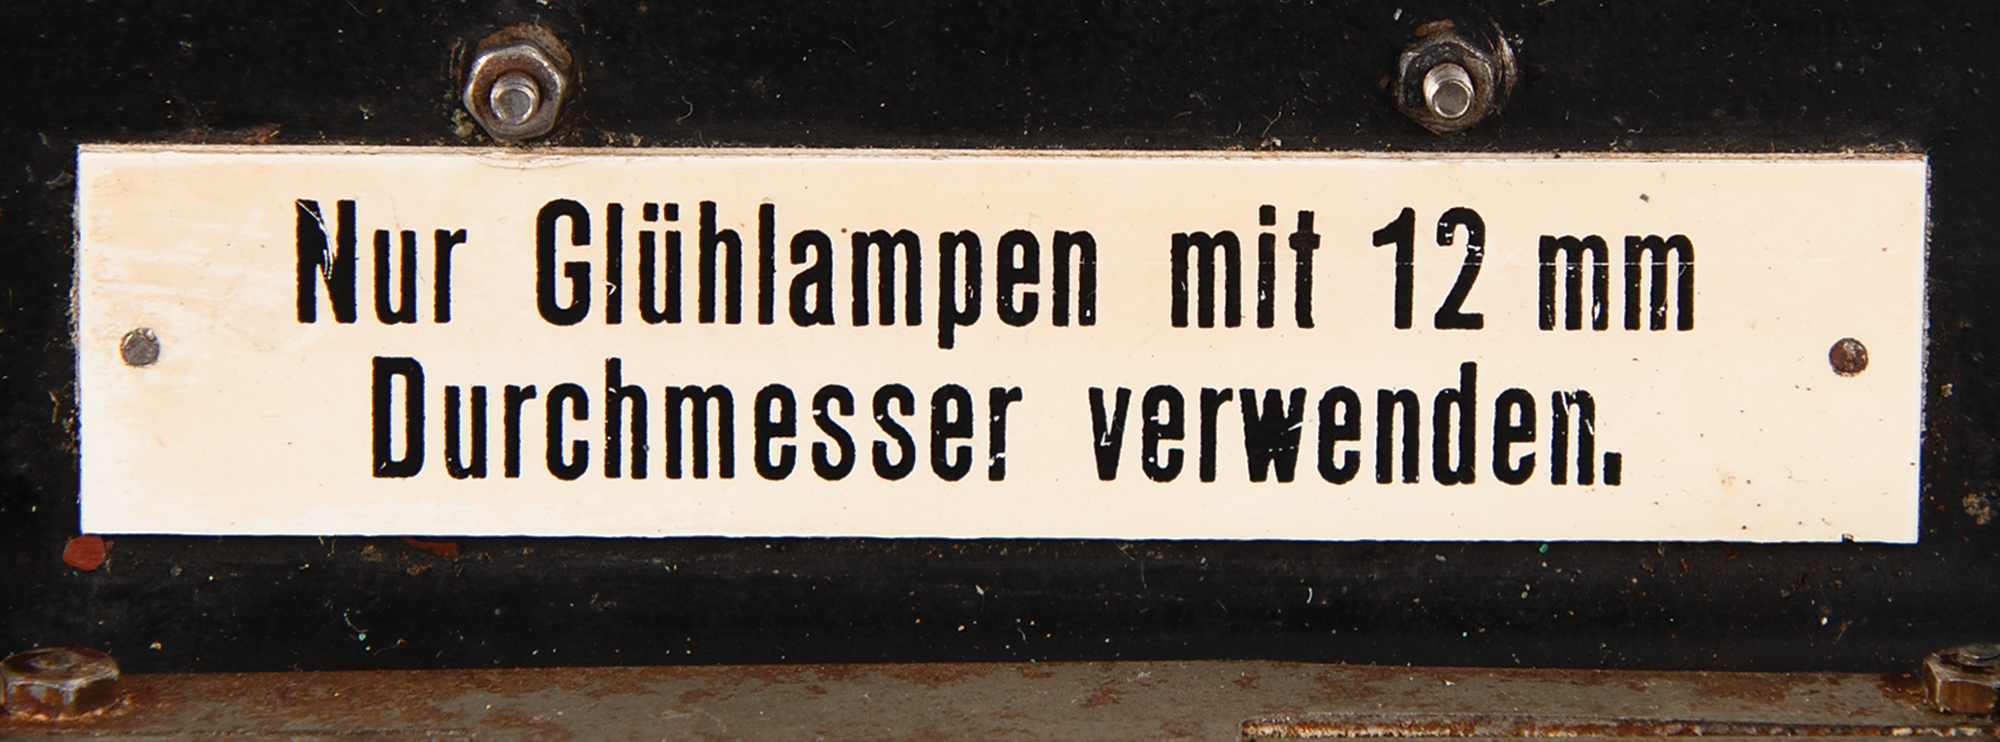 Nur Glühlampen mit 12 mm
Durchmesser verwenden.